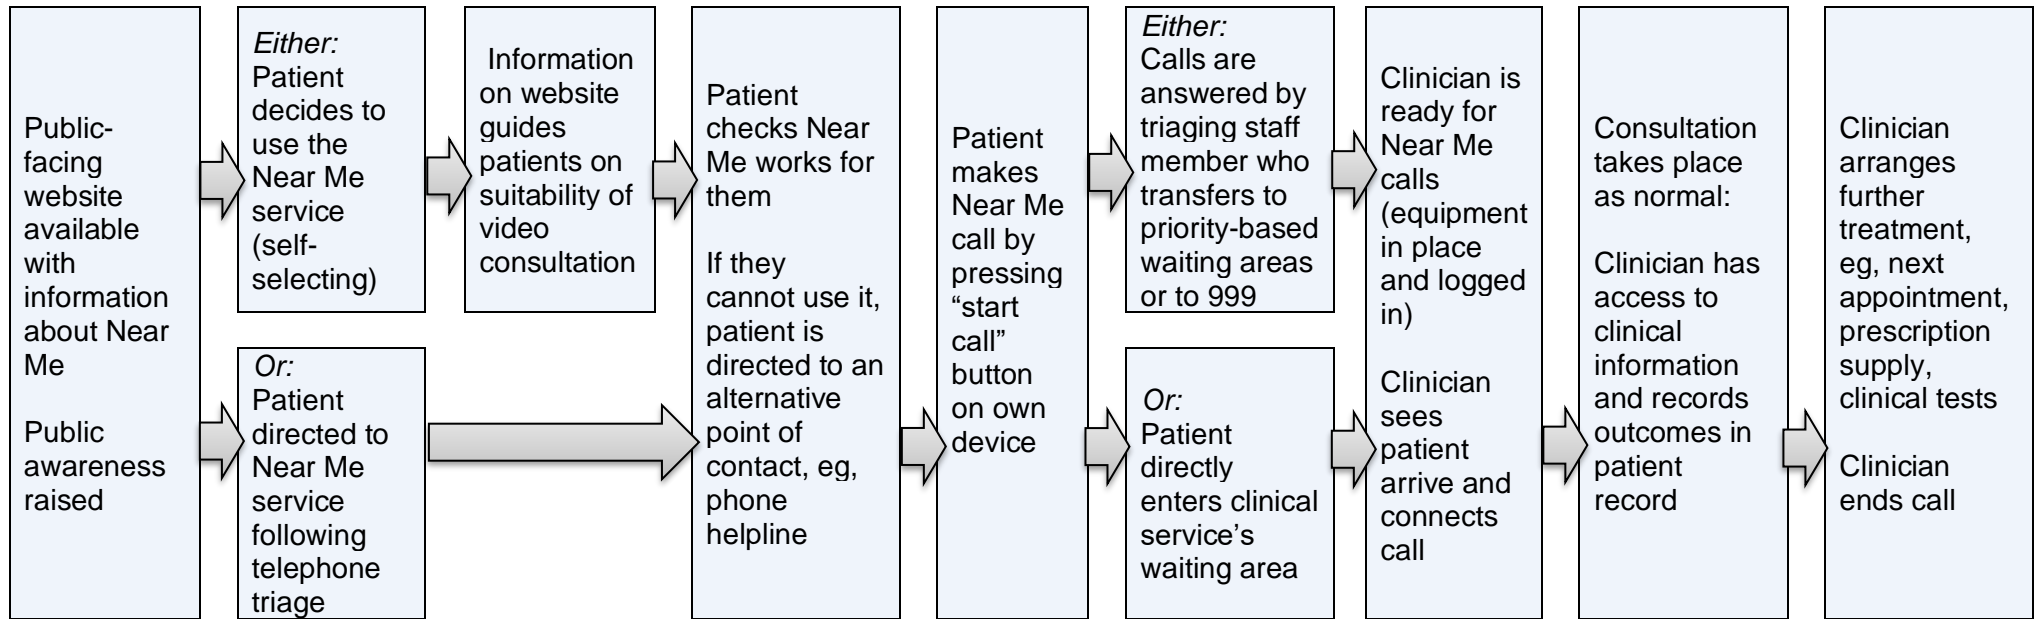 Public-
facing
website
available
with
information
about Near
Me
Public
awareness
raised
Either:
Patient
decides to
use the
Near Me
service
(self-
selecting)
Or:
Patient
directed to
Near Me
service
following
telephone
triage
Information
on website
guides
patients on
suitability of
video
consultation
Patient
checks Near
Me works for
them
If they
cannot use it,
patient is
directed to an
alternative
point of
contact, eg,
phone
helpline
Patient
makes
Near Me
call by
pressing
“start
call”
button
on own
device
Either:
Calls are
answered by
triaging staff
member who
transfers to
priority-based
waiting areas
or to 999
Or:
Patient
directly
enters clinical
service’s
waiting area
Clinician is
ready for
Near Me
calls
(equipment
in place
and logged
in)
Clinician
sees
patient
arrive and
connects
call
Consultation
takes place
as normal:
Clinician has
access to
clinical
information
and records
outcomes in
patient
record
Clinician
arranges
further
treatment,
eg, next
appointment,
prescription
supply,
clinical tests
Clinician
ends call